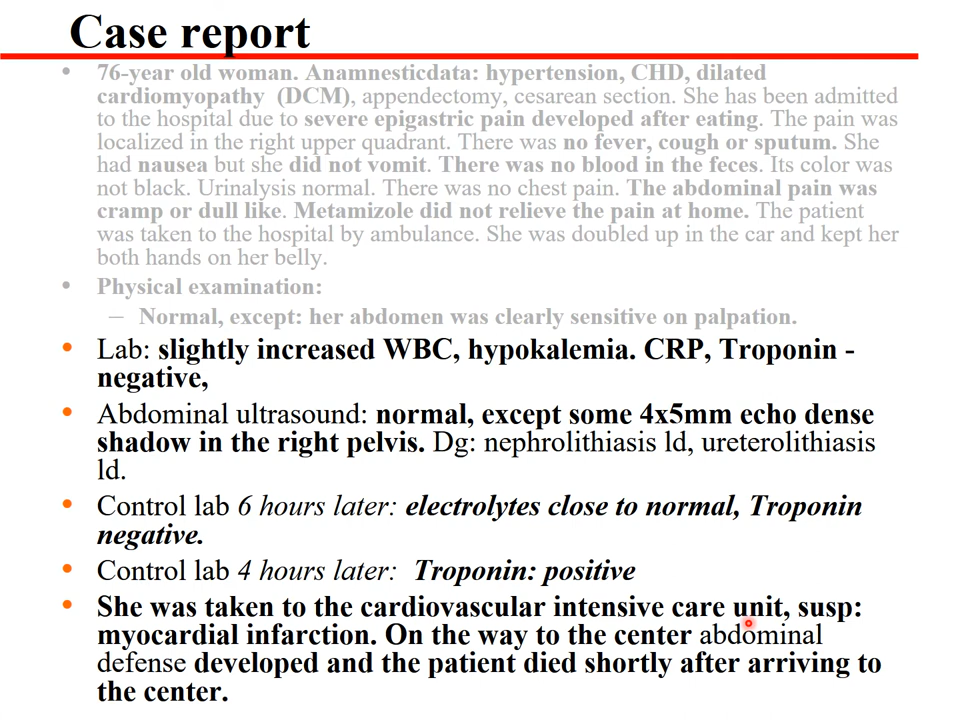 Case report
• 76-year old woman. Anamnesticdata: hypertension, CHD, dilated
cardiomyopathy (DCM), appendectomy, cesarean section. She has been admitted
to the hospital due to severe epigastric pain developed after eating. The pain was
localized in the right upper quadrant. There was no fever, cough or sputum. She
had nausea but she did not vomit. There was no blood in the feces. Its color was
not black. Urinalysis normal. There was no chest pain. The abdominal pain was
cramp or dull like. Metamizole did not relieve the pain at home. The patient
was taken to the hospital by ambulance. She was doubled up in the car and kept her
both hands on her belly.
• Physical examination:
– Normal, except: her abdomen was clearly sensitive on palpation.
• Lab: slightly increased WBC, hypokalemia. CRP, Troponin -
negative,
• Abdominal ultrasound: normal, except some 4x5mm echo dense
shadow in the right pelvis. Dg: nephrolithiasis ld, ureterolithiasis
ld.
• Control lab 6 hours later: electrolytes close to normal, Troponin
negative.
• Control lab 4 hours later: Troponin: positive
• She was taken to the cardiovascular intensive care unit, susp:
myocardial infarction. On the way to the center abdominal
defense developed and the patient died shortly after arriving to
the center.